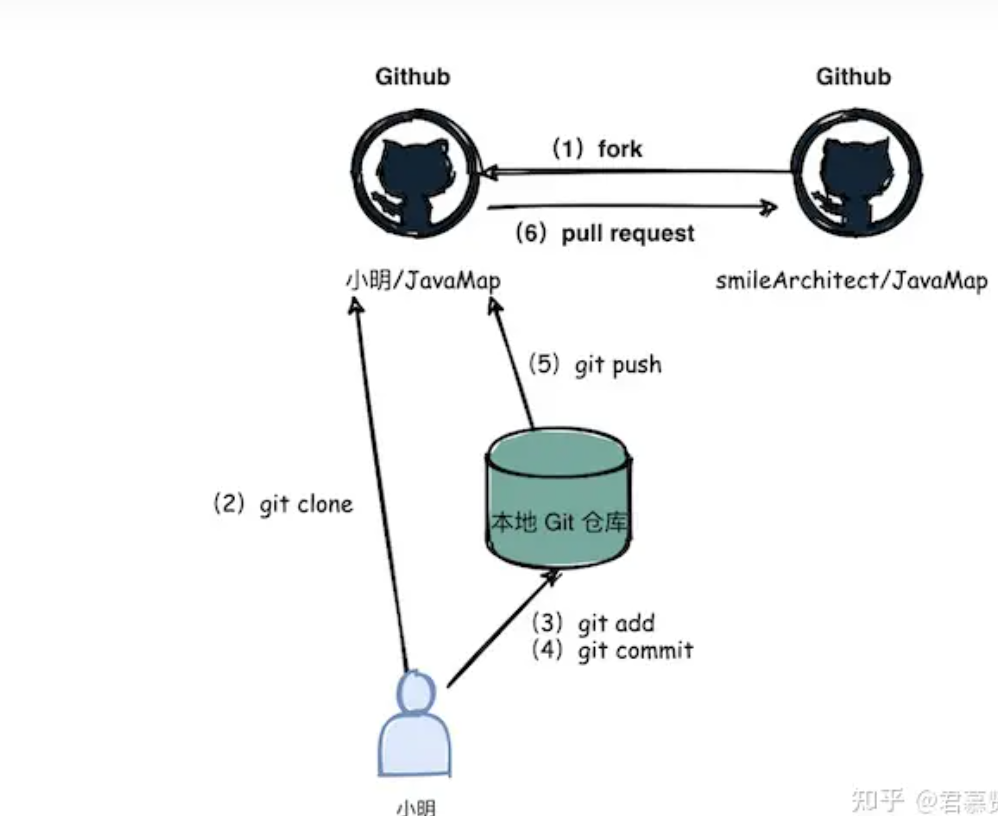 Github
Github
(1) fork
(6) pull request
小明/JavaMap
smileArchitect/JavaMap
(5) git push
(2) git clone
本地 Git 仓库
(3) git add
(4) git commit
小明
知乎 @君慕